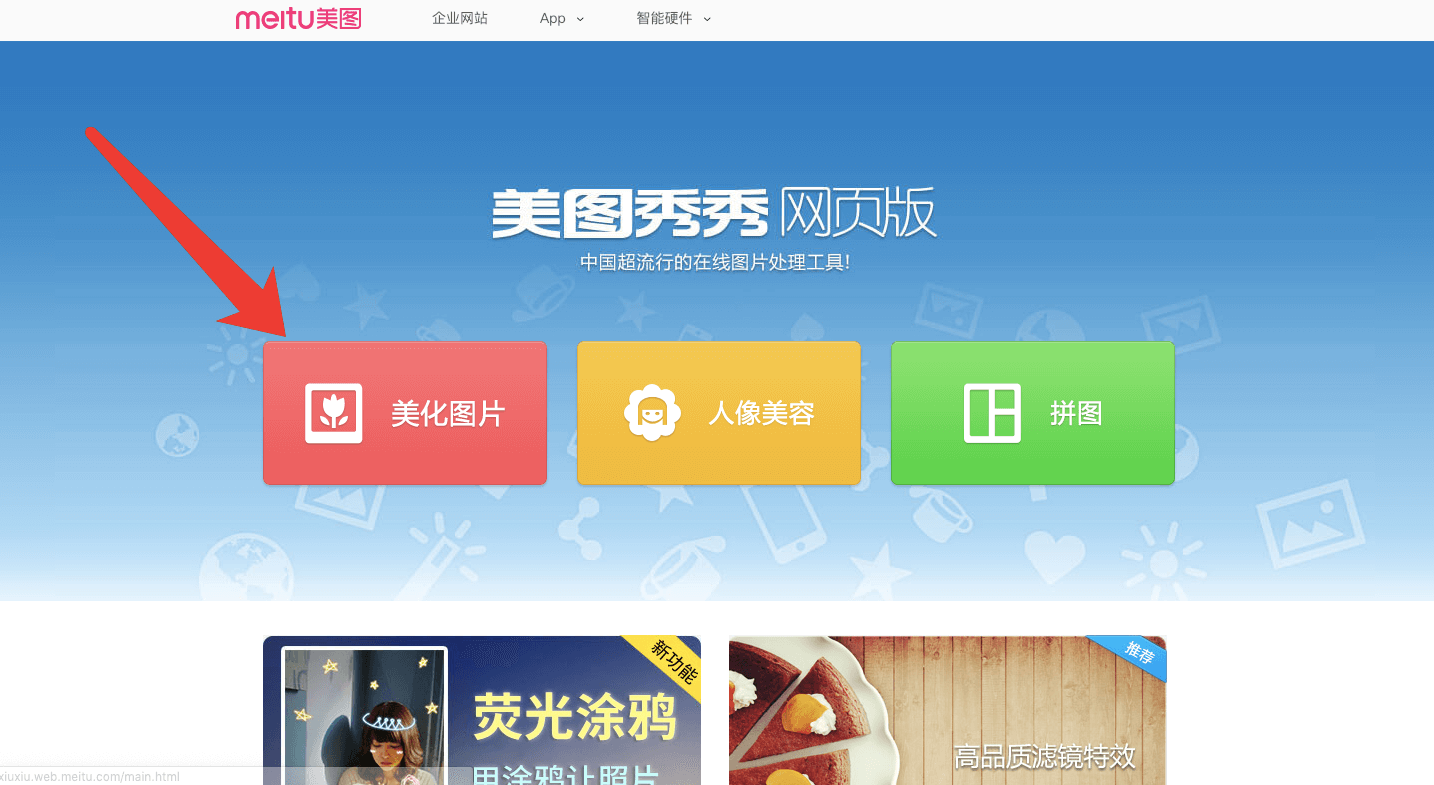 meitu美图
企业网站
App
智能硬件
美图秀秀 网页版
中国超流行的在线图片处理工具!
美化图片
人像美容
拼图
新功能
荧光涂鸦
用涂鸦让照片
推荐
高品质滤镜特效
xiuxiu.web.meitu.com/main.html